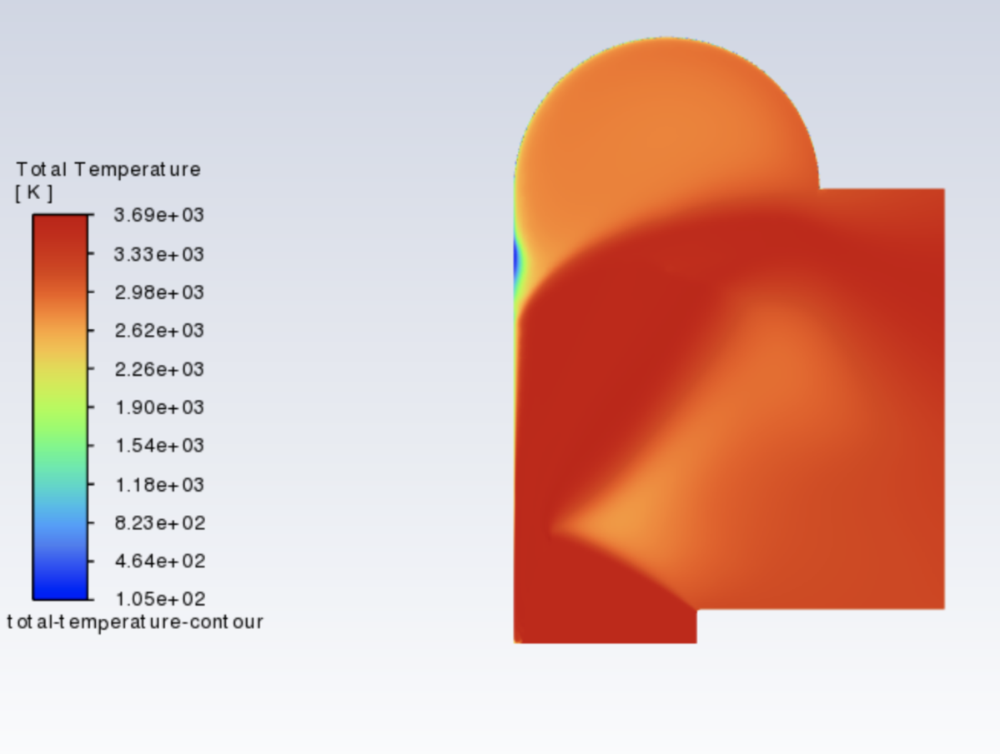 Total Temperature
[ K ]
3.69e+03
3.33e+03
2.98e+03
2.62e+03
2.26e+03
1.90e+03
1.54e+03
1.18e+03
8.23e+02
4.64e+02
1.05e+02
total-temperature-contour